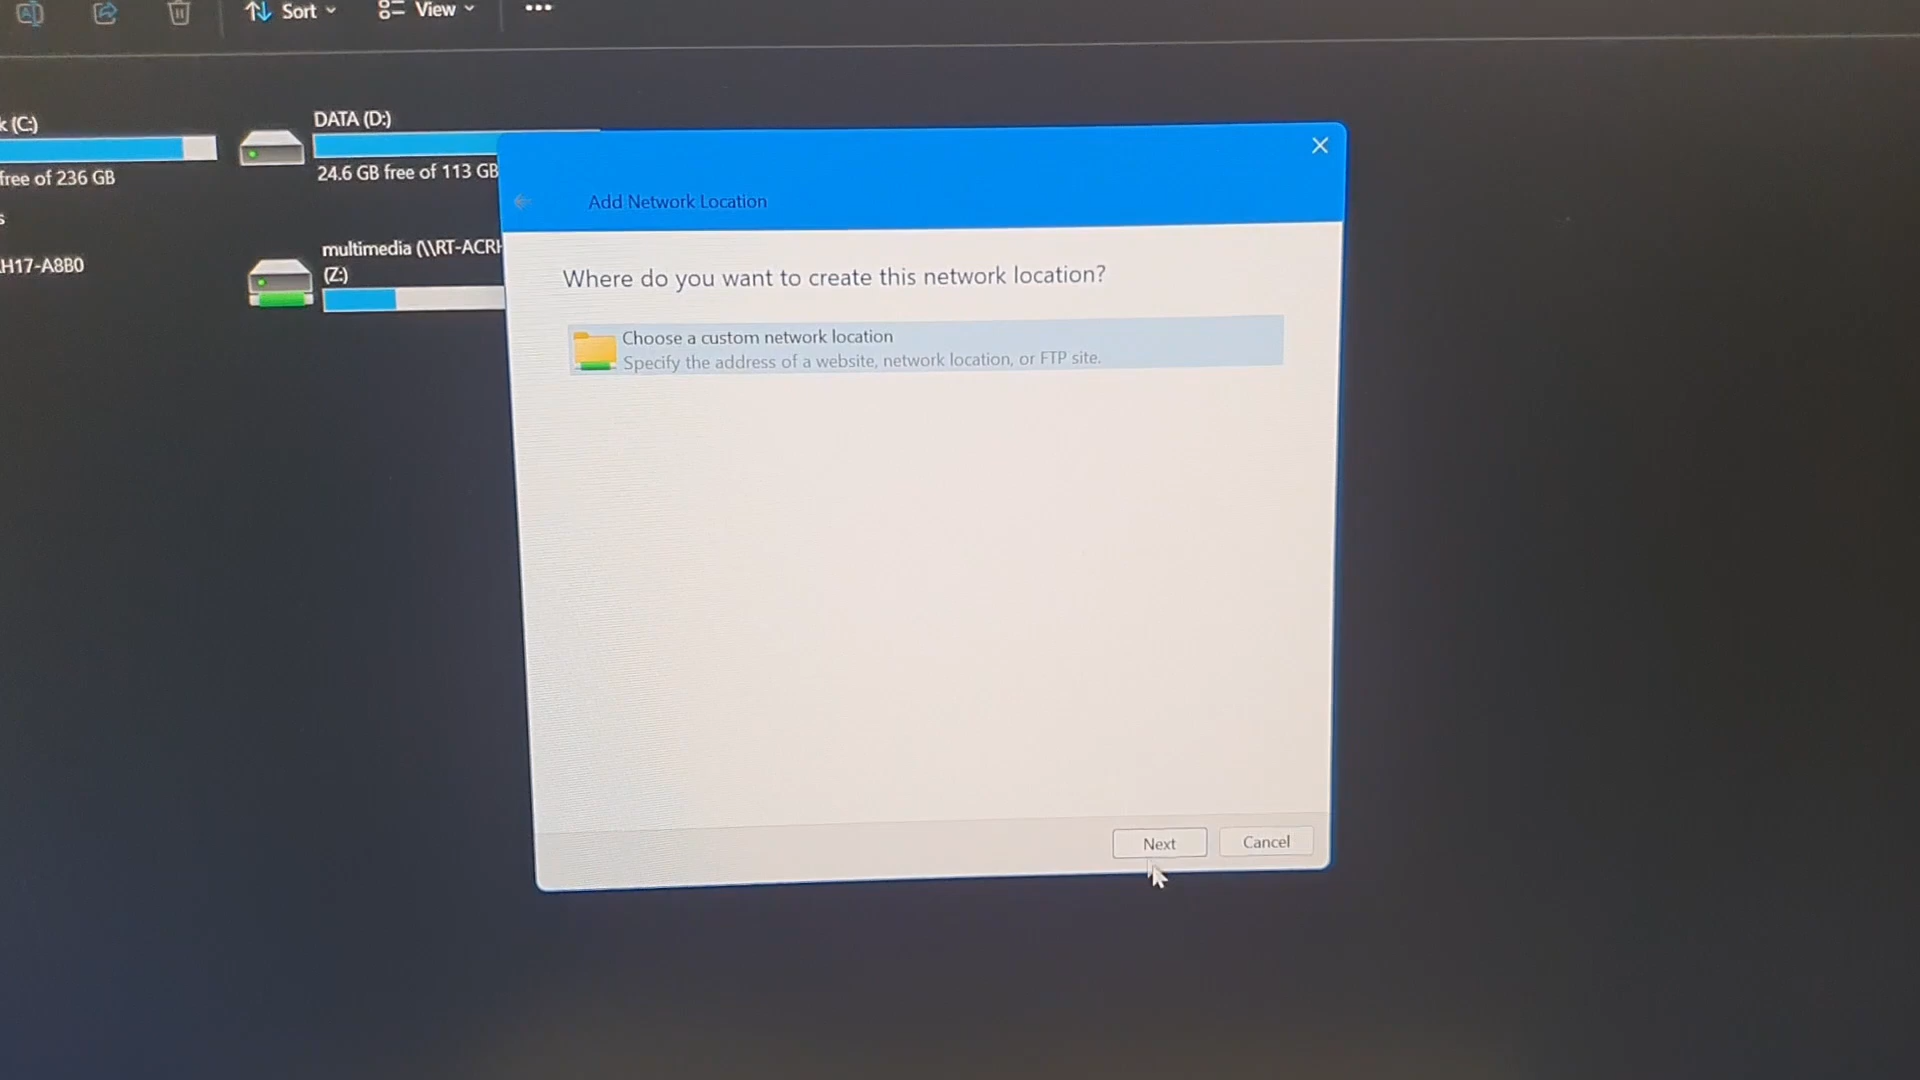 Sort
View
k (C:)
free of 236 GB
DATA (D:)
24.6 GB free of 113 GB
s
H17-A8B0
multimedia (\\RT-ACRH
(Z:)
Add Network Location
Where do you want to create this network location?
Choose a custom network location
Specify the address of a website, network location, or FTP site.
Next
Cancel